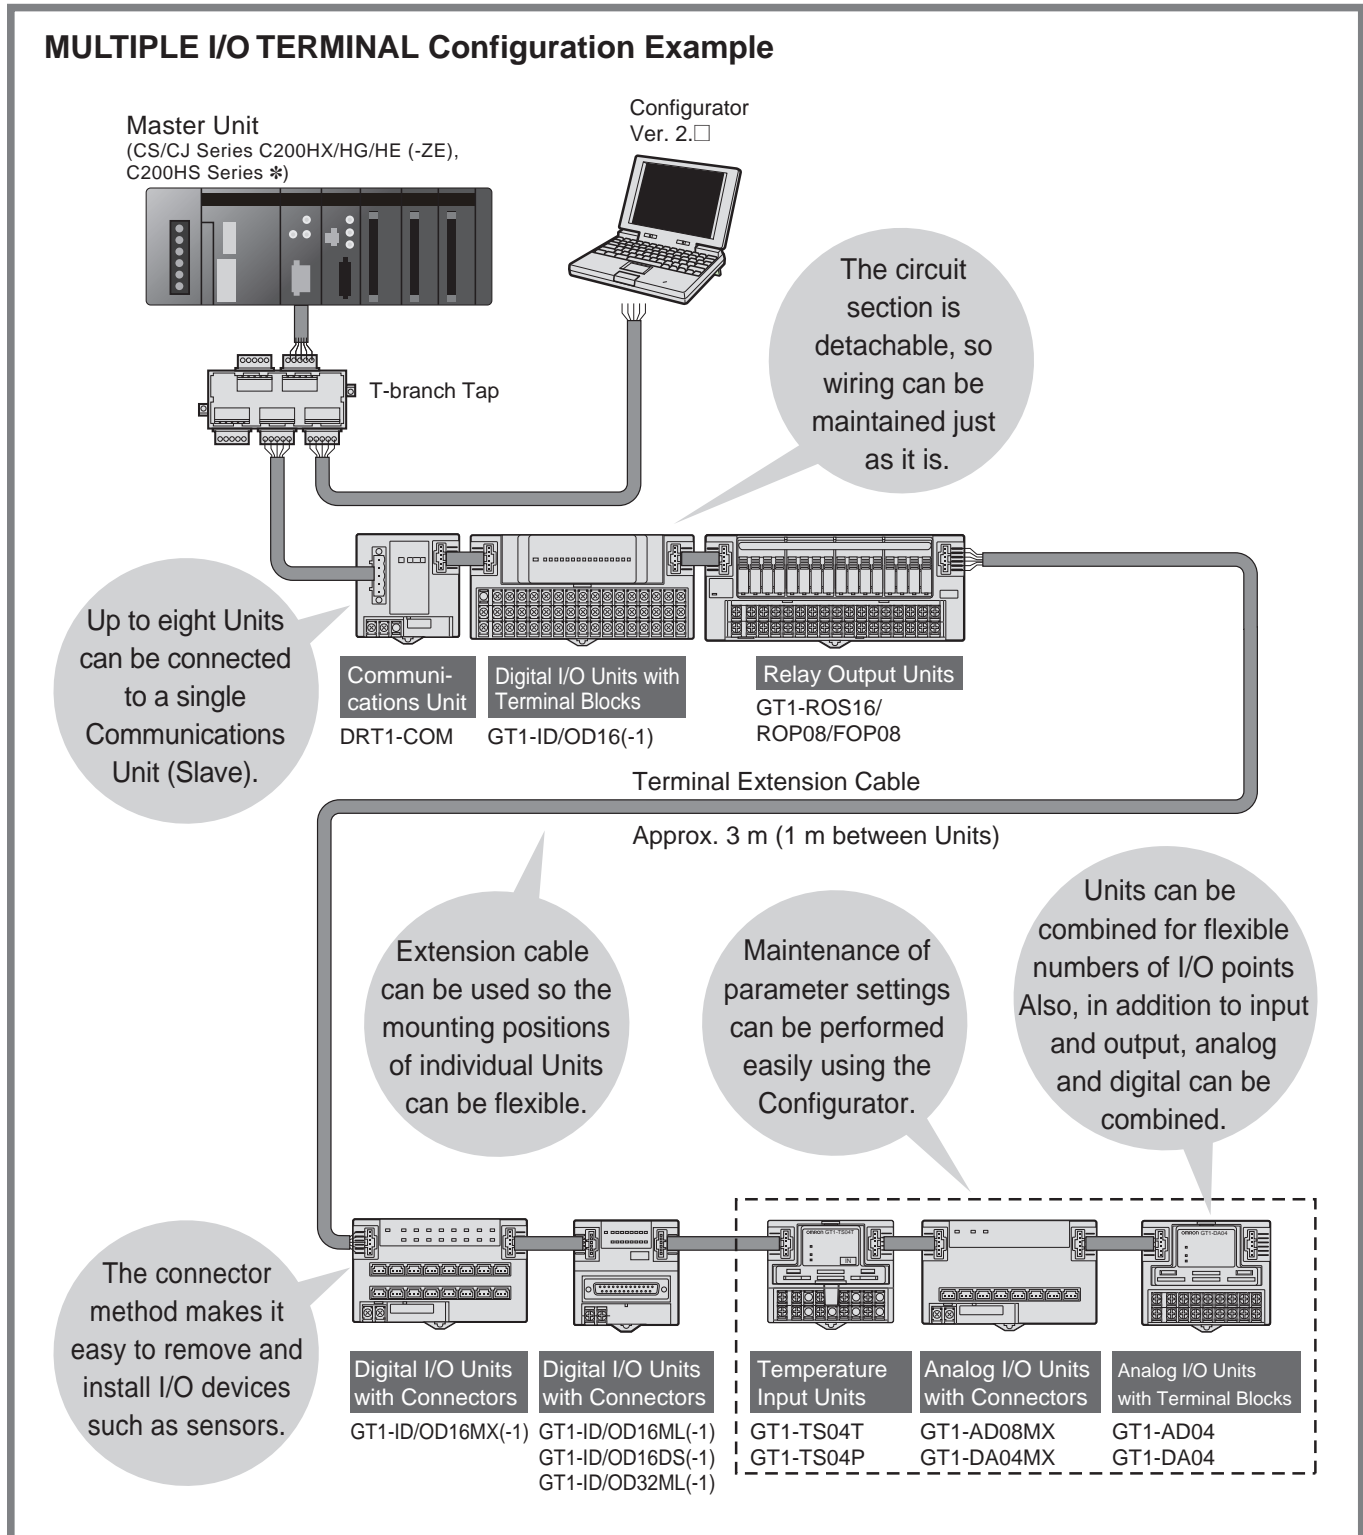 MULTIPLE I/O TERMINAL Configuration Example
Master Unit
(CS/CJ Series C200HX/HG/HE (-ZE),
C200HS Series ✻)
Configurator
Ver. 2.□
The circuit
section is
detachable, so
wiring can be
maintained just
as it is.
T-branch Tap
Up to eight Units
can be connected
to a single
Communications
Unit (Slave).
Communi-
cations Unit
DRT1-COM
Digital I/O Units with
Terminal Blocks
GT1-ID/OD16(-1)
Relay Output Units
GT1-ROS16/
ROP08/FOP08
Terminal Extension Cable
Approx. 3 m (1 m between Units)
Extension cable
can be used so the
mounting positions
of individual Units
can be flexible.
Maintenance of
parameter settings
can be performed
easily using the
Configurator.
Units can be
combined for flexible
numbers of I/O points
Also, in addition to input
and output, analog
and digital can be
combined.
The connector
method makes it
easy to remove and
install I/O devices
such as sensors.
OMRON GT1-TS04T
IN
OMRON GT1-DA04
Digital I/O Units
with Connectors
GT1-ID/OD16MX(-1)
Digital I/O Units
with Connectors
GT1-ID/OD16ML(-1)
GT1-ID/OD16DS(-1)
GT1-ID/OD32ML(-1)
Temperature
Input Units
GT1-TS04T
GT1-TS04P
Analog I/O Units
with Connectors
GT1-AD08MX
GT1-DA04MX
Analog I/O Units
with Terminal Blocks
GT1-AD04
GT1-DA04